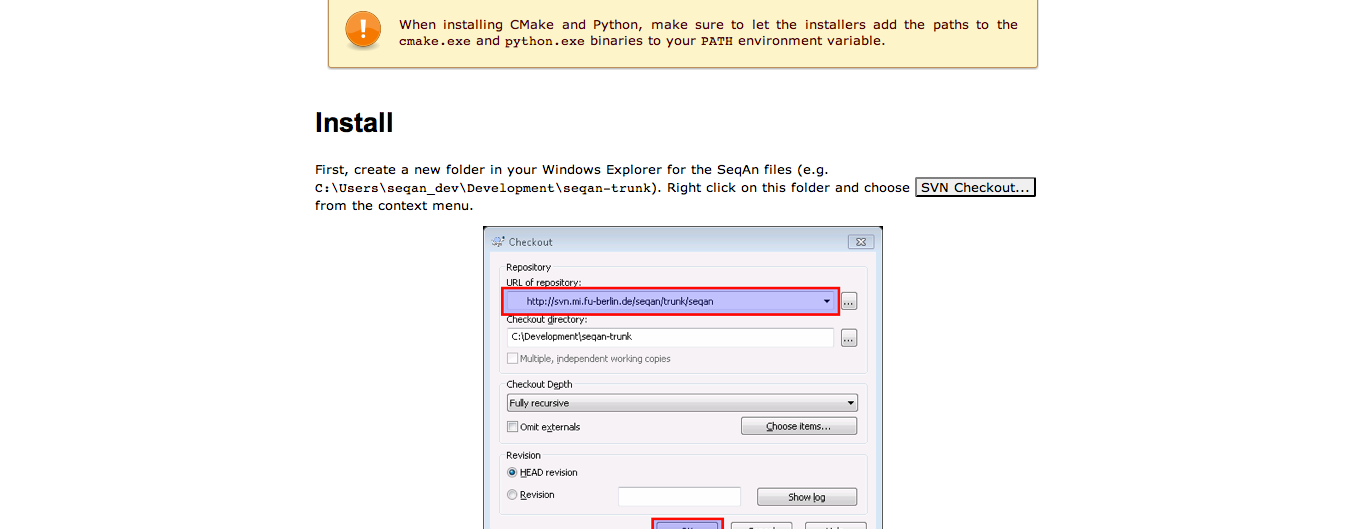 When installing CMake and Python, make sure to let the installers add the paths to the
cmake.exe and python.exe binaries to your PATH environment variable.
Install
First, create a new folder in your Windows Explorer for the SeqAn files (e.g.
C:\Users\seqan_dev\Development\seqan-trunk). Right click on this folder and choose SVN Checkout...
from the context menu.
Checkout
Repository
URL of repository:
http://svn.mi.fu-berlin.de/seqan/trunk/seqan
...
Checkout directory:
C:\Development\seqan-trunk
...
Multiple, independent working copies
Checkout Depth
Fully recursive
Omit externals
Choose items...
Revision
HEAD revision
Revision
Show log